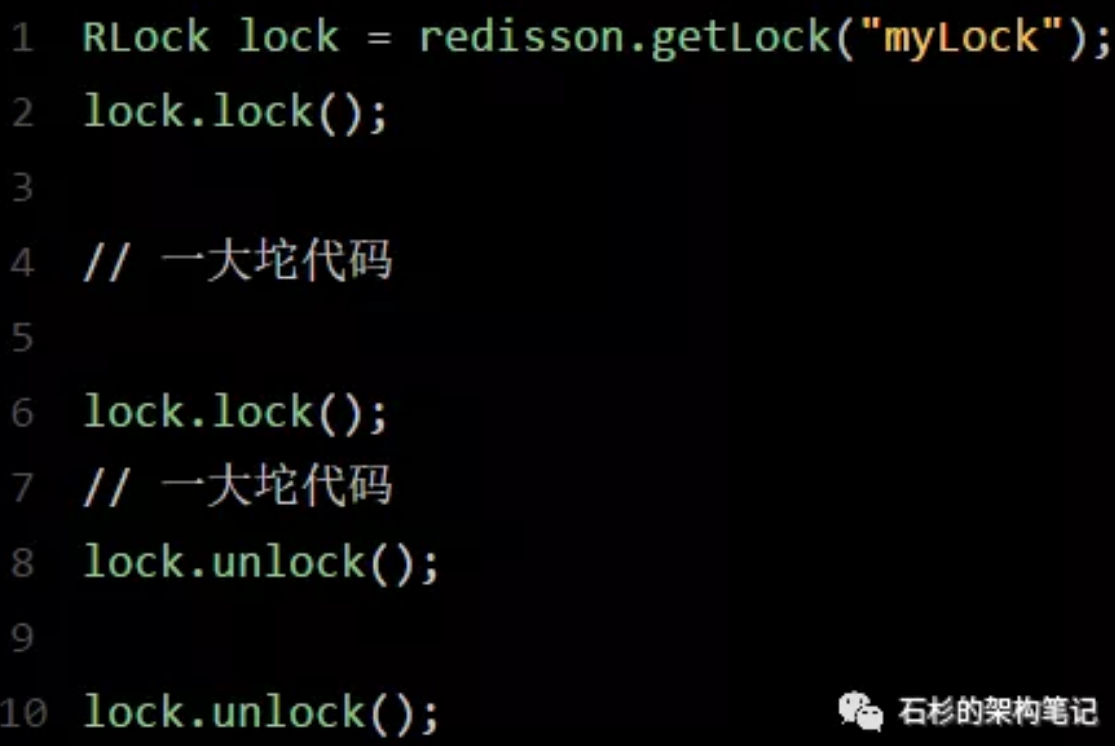 1 RLock lock = redisson.getLock("myLock");
2 lock.lock();
3
4 // 一大坨代码
5
6 lock.lock();
7 // 一大坨代码
8 lock.unlock();
9
10 lock.unlock();
石杉的架构笔记